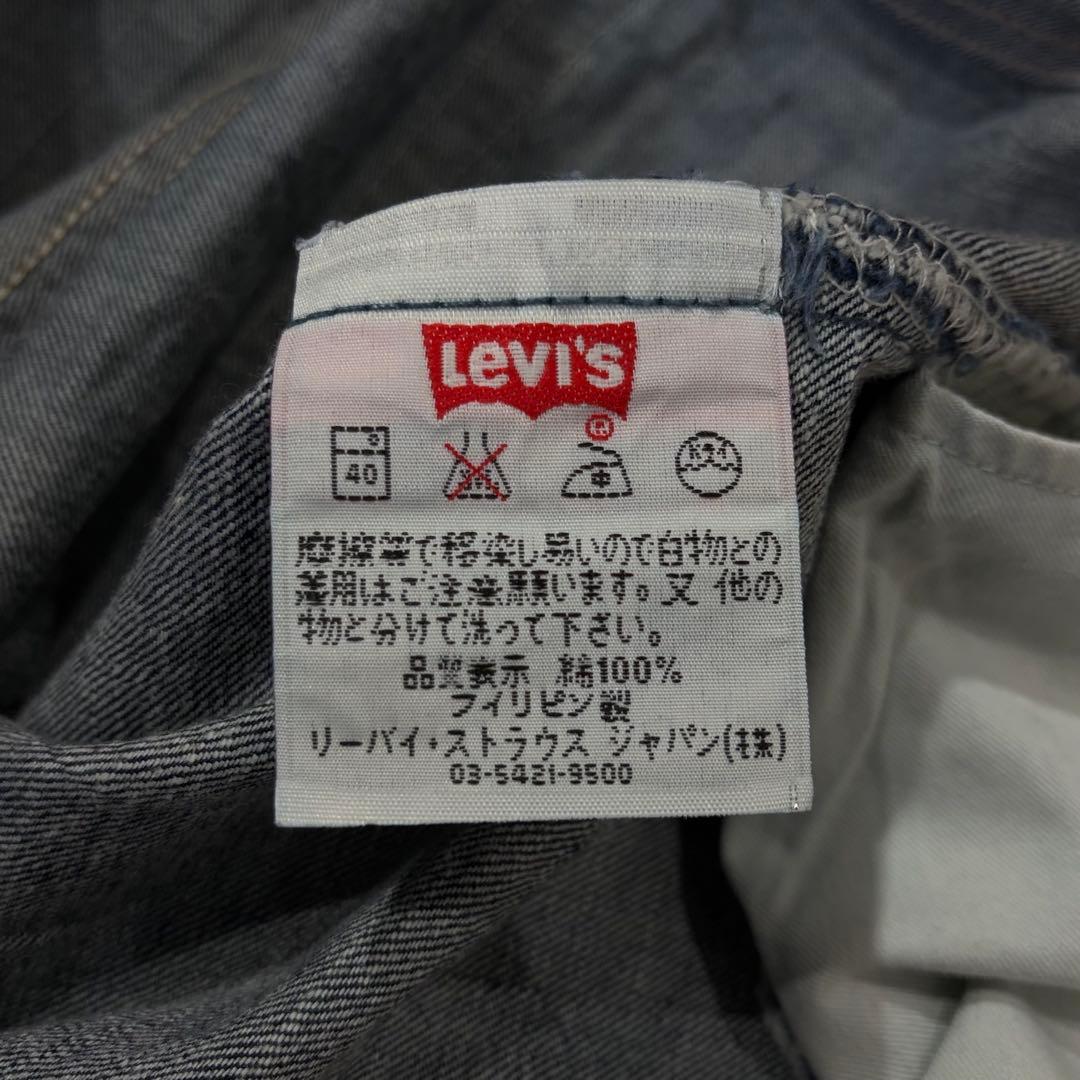 Levi's
®
40
中
摩擦等で移染し易いので白物との
着用はご注意願います。又 他の
物と分けて洗って下さい。
品質表示 綿100%
フィリピン製
リーバイ・ストラウス ジャパン(株)
03-5421-9500